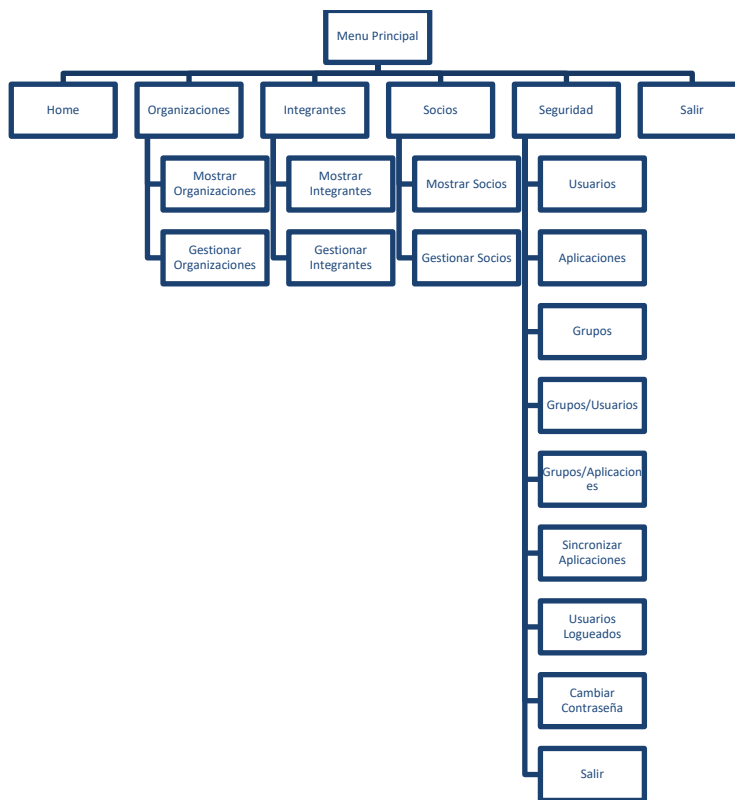 Menu Principal
Home
Organizaciones
Integrantes
Socios
Seguridad
Salir
Mostrar
Organizaciones
Mostrar
Integrantes
Mostrar Socios
Usuarios
Gestionar
Organizaciones
Gestionar
Integrantes
Gestionar Socios
Aplicaciones
Grupos
Grupos/Usuarios
Grupos/Aplicacion
es
Sincronizar
Aplicaciones
Usuarios
Logueados
Cambiar
Contraseña
Salir